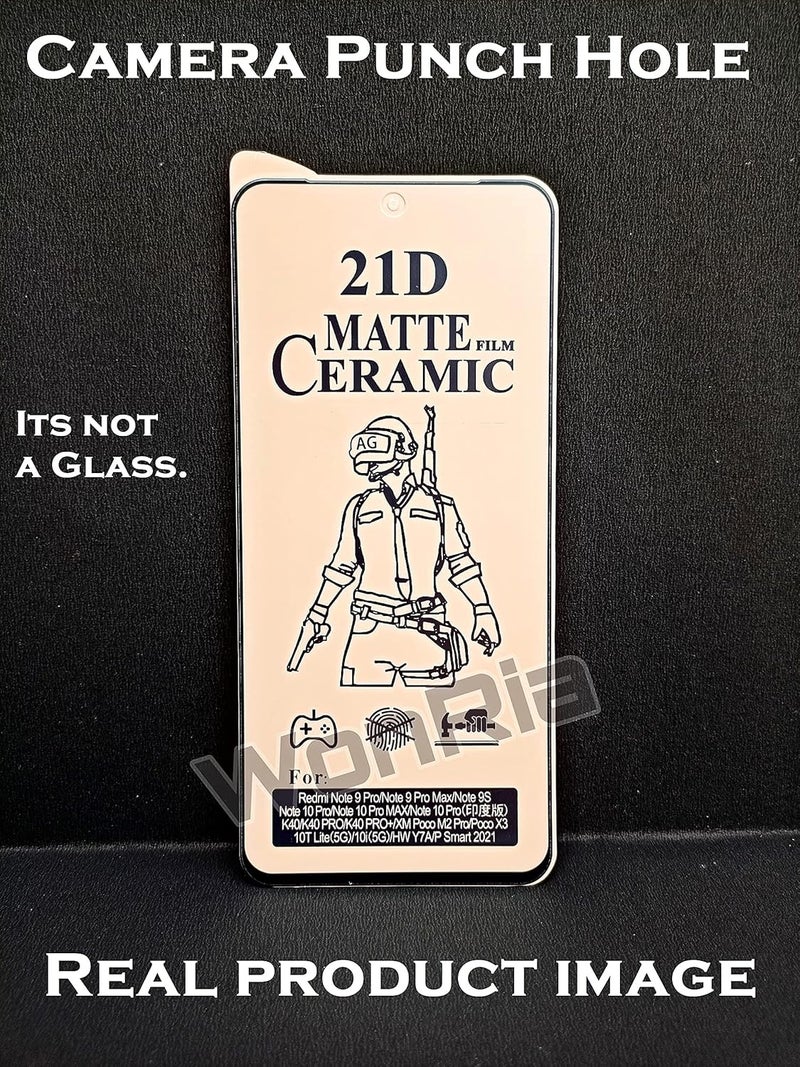 CAMERA PUNCH HOLE
21D
MATTE FILM
CERAMIC
ITS NOT
A GLASS.
AG
WonRia
For:
Redmi Note 9 Pro/Note 9 Pro Max/Note 9S
Note 10 Pro/Note 10 Pro MAX/Note 10 Pro(印度版)
K40/K40 PRO/K40 PRO+/XM Poco M2 Pro/Poco X3
10T Lite(5G)/10i(5G)/HW Y7A/P Smart 2021
REAL PRODUCT IMAGE